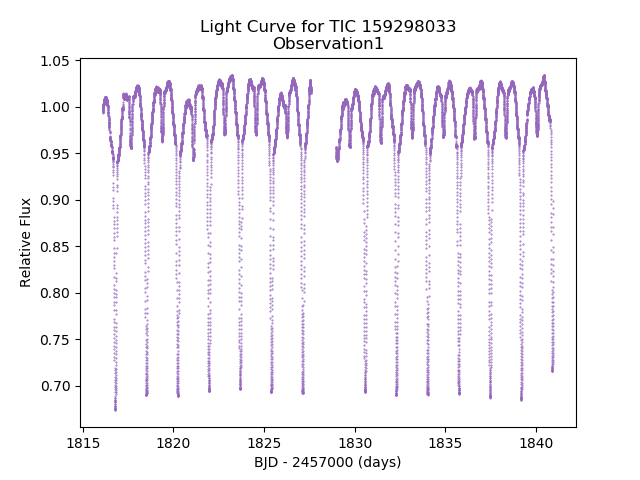 Light Curve for TIC 159298033
Observation1
1.05
1.00
0.95
0.90
0.85
0.80
0.75
0.70
Relative Flux
1815 1820 1825 1830 1835 1840
BJD - 2457000 (days)